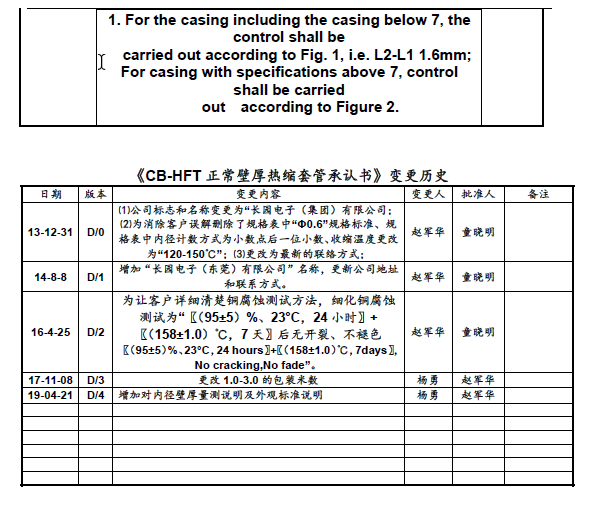 1. For the casing including the casing below 7, the
control shall be
carried out according to Fig. 1, i.e. L2-L1 1.6mm;
For casing with specifications above 7, control
shall be carried
out according to Figure 2.
《CB-HFT 正常壁厚热缩套管承认书》变更历史
日期 版本 变更内容 变更人 批准人 备注
13-12-31 D/0 ⑴公司标志和名称变更为“长园电子（集团）有限公司； 赵军华 童晓明
⑵为消除客户误解删除了规格表中“Φ0.6”规格标准、规
格表中内径计数方式为小数点后一位小数、收缩温度更改
为“120-150℃”；⑶更改为最新的联络方式；
14-8-8 D/1 增加“长园电子（东莞）有限公司”名称，更新公司地址 赵军华 童晓明
和联系方式。
16-4-25 D/2 为让客户详细清楚铜腐蚀测试方法，细化铜腐蚀 赵军华 童晓明
测试为“〖（95±5）%、23℃，24 小时〗+
〖（158±1.0）℃，7 天〗后无开裂、不褪色
〖（95±5）%、23℃, 24 hours〗+〖（158±1.0）℃, 7days〗,
No cracking,No fade”。
17-11-08 D/3 更改 1.0-3.0 的包装米数 杨勇 赵军华
19-04-21 D/4 增加对内径壁厚量测说明及外观标准说明 杨勇 赵军华